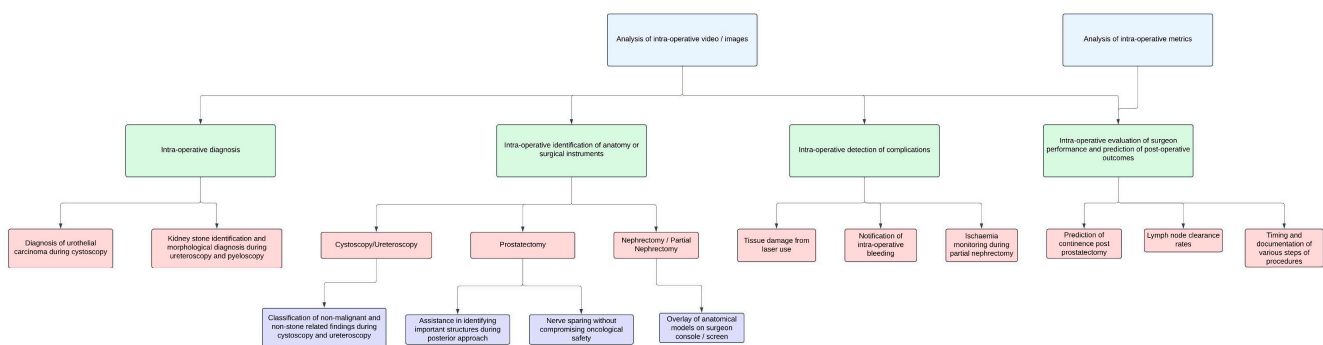 Analysis of intra-operative video / images
Analysis of intra-operative metrics
Intra-operative diagnosis
Intra-operative identification of anatomy or
surgical instruments
Intra-operative detection of complications
Intra-operative evaluation of surgeon
performance and prediction of post-operative
outcomes
Diagnosis of urothelial
carcinoma during cystoscopy
Kidney stone identification and
morphological diagnosis during
ureteroscopy and pyeloscopy
Cystoscopy/Ureteroscopy
Prostatectomy
Nephrectomy / Partial
Nephrectomy
Tissue damage from
laser use
Notification of
intra-operative
bleeding
Ischaemia
monitoring during
partial nephrectomy
Prediction of
continence post
prostatectomy
Lymph node clearance
rates
Timing and
documentation of
various steps of
procedures
Classification of non-malignant and
non-stone related findings during
cystoscopy and ureteroscopy
Assistance in identifying
important structures during
posterior approach
Nerve sparing without
compromising oncological
safety
Overlay of anatomical
models on surgeon
console / screen